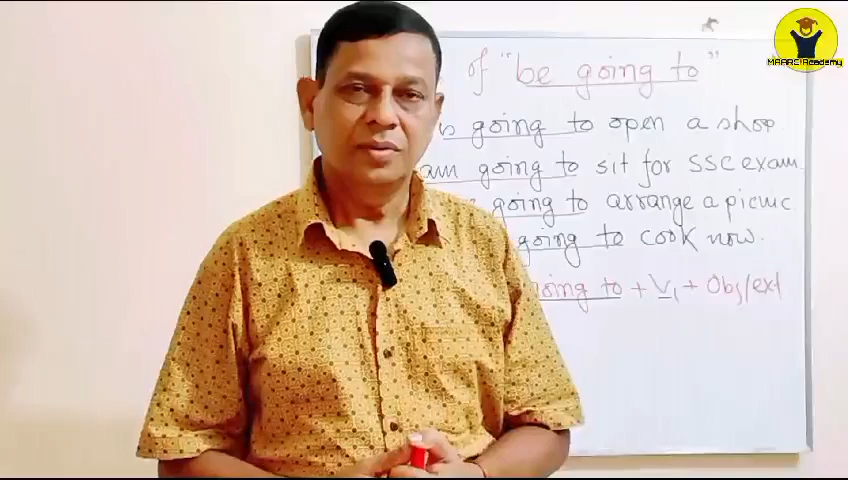 of "be going to"
is going to open a shop.
am going to sit for SSC exam.
going to arrange a picnic
going to cook now.
going to + V1 + Obj/ext
MAARC Academy